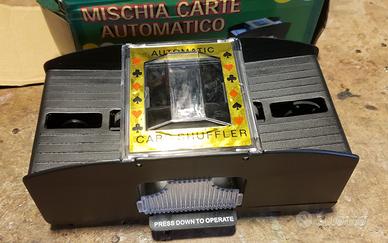 MISCHIA CARTE
AUTOMATICO
AUTOMATIC
CARD SHUFFLER
PRESS DOWN TO OPERATE